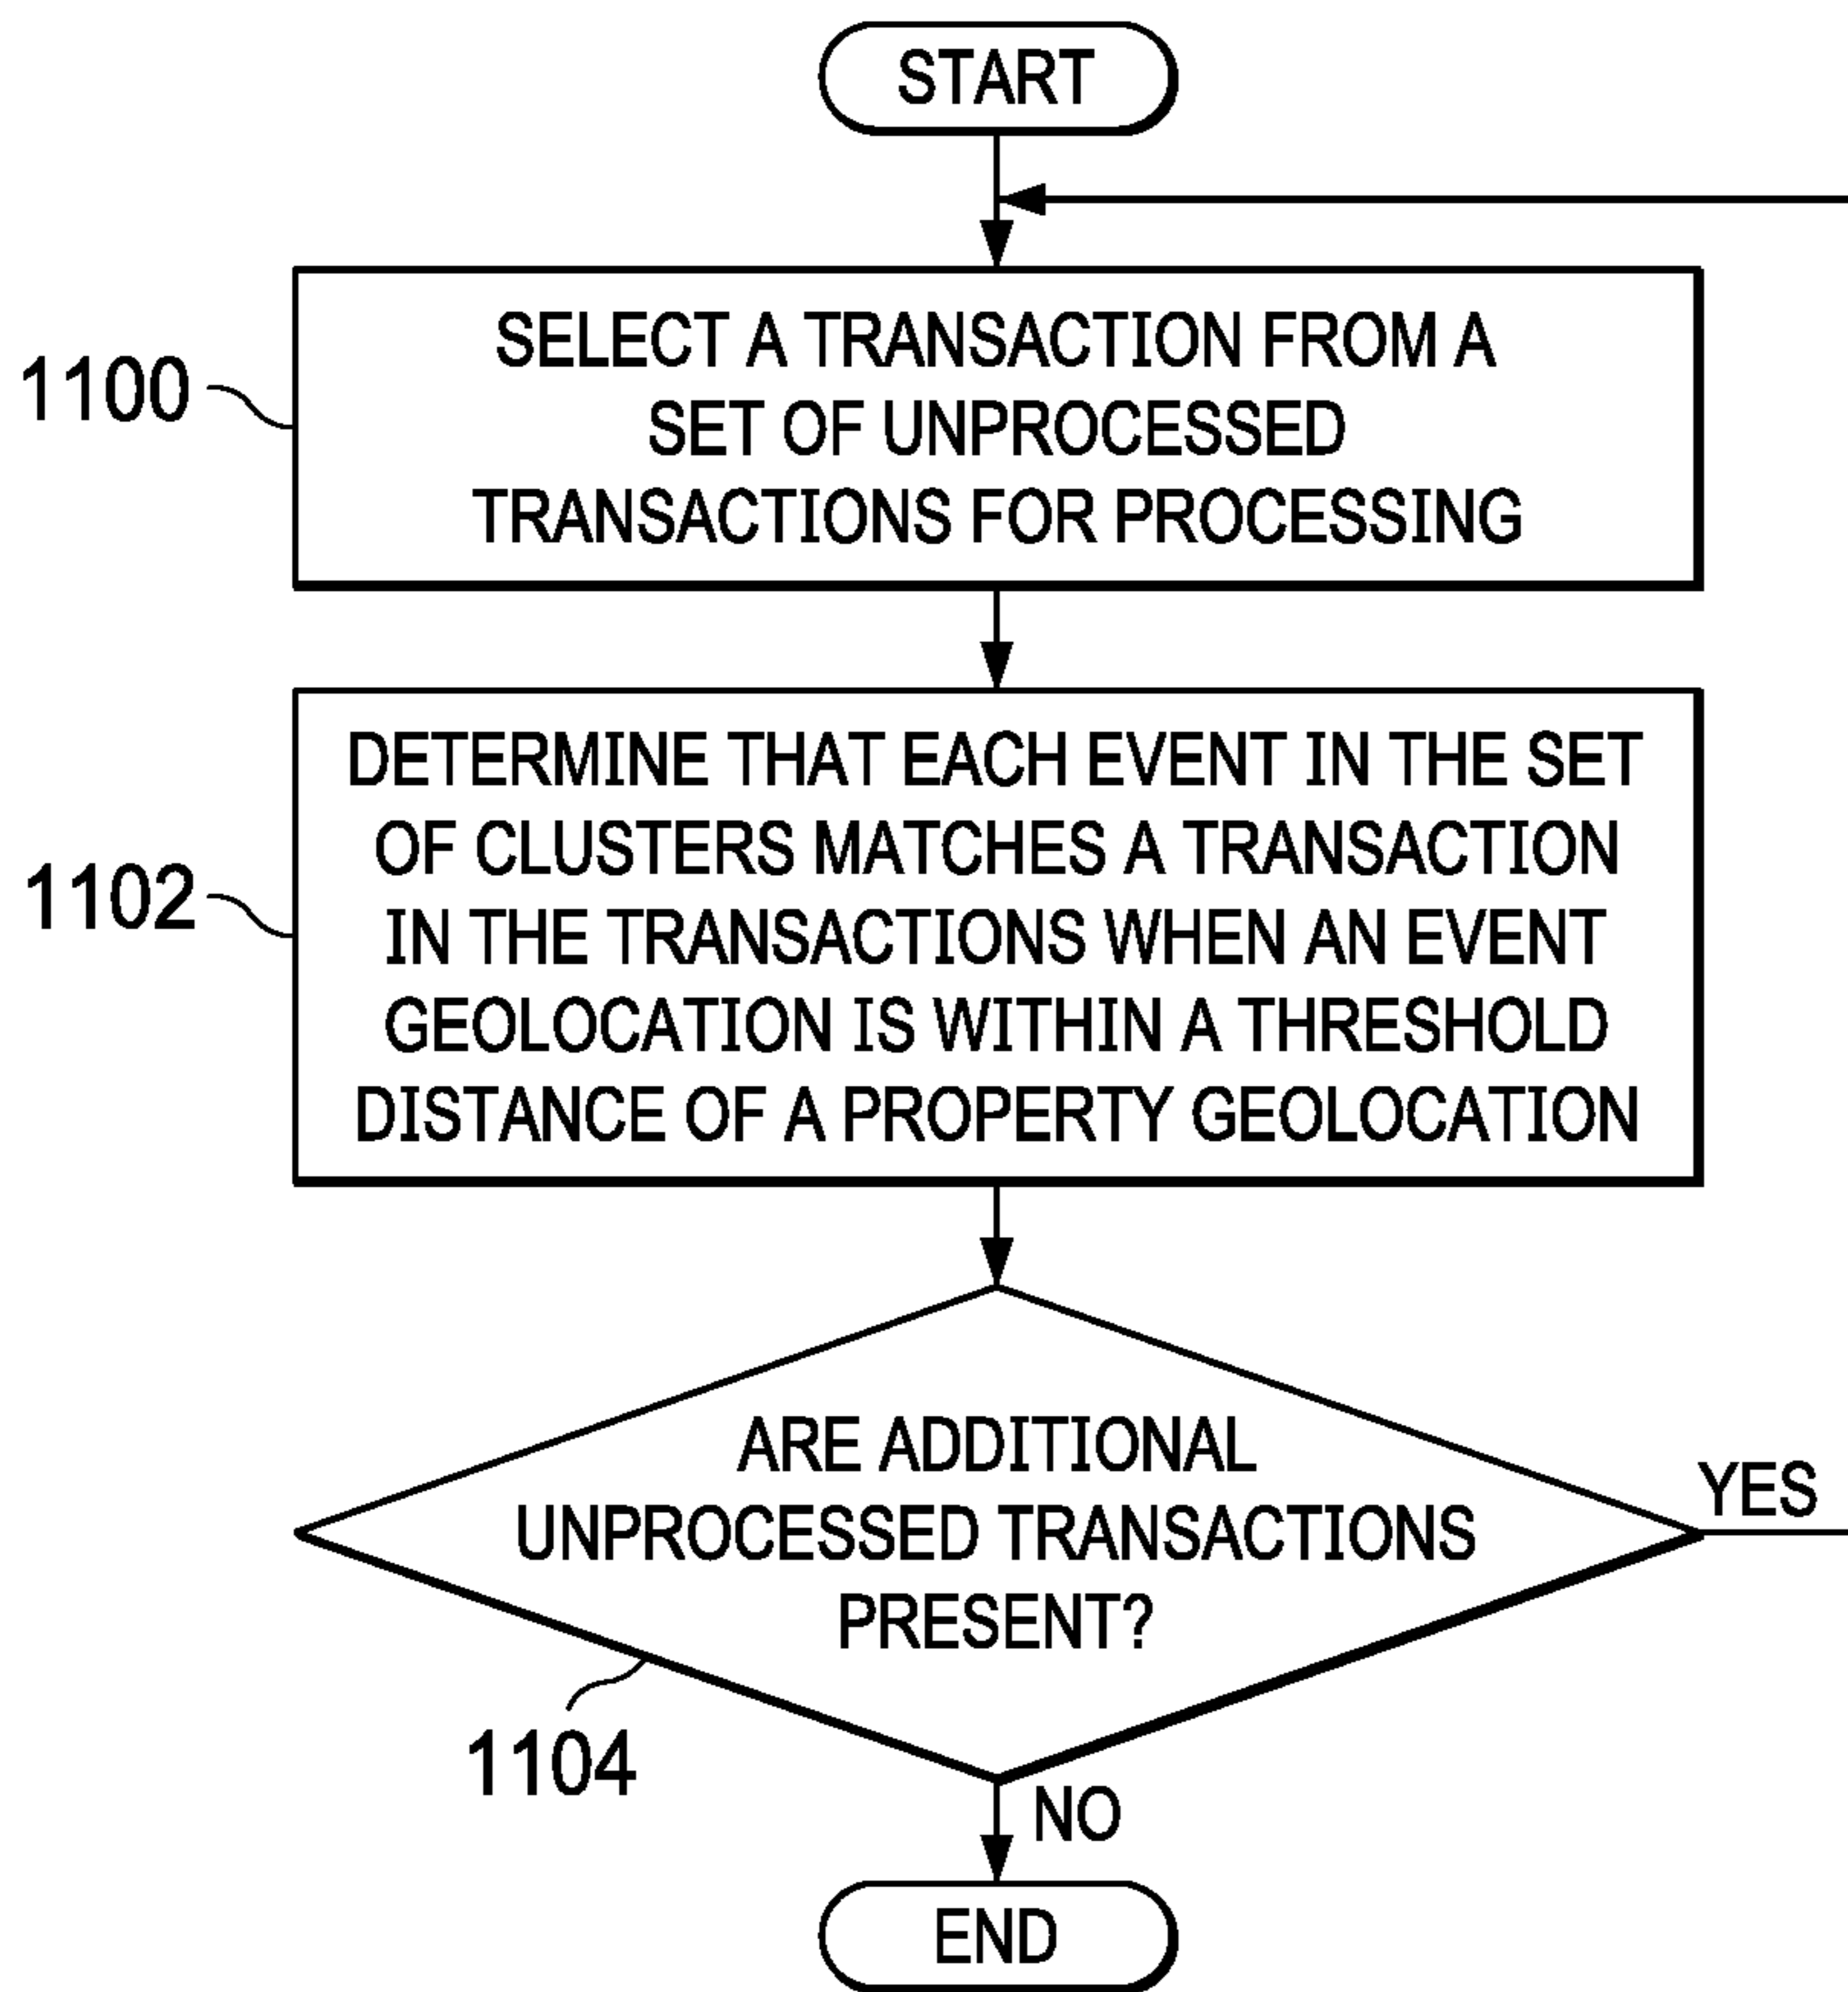 START
SELECT A TRANSACTION FROM A
SET OF UNPROCESSED
TRANSACTIONS FOR PROCESSING
1100
DETERMINE THAT EACH EVENT IN THE SET
OF CLUSTERS MATCHES A TRANSACTION
IN THE TRANSACTIONS WHEN AN EVENT
GEOLOCATION IS WITHIN A THRESHOLD
DISTANCE OF A PROPERTY GEOLOCATION
1102
ARE ADDITIONAL
UNPROCESSED TRANSACTIONS
PRESENT?
YES
1104
NO
END